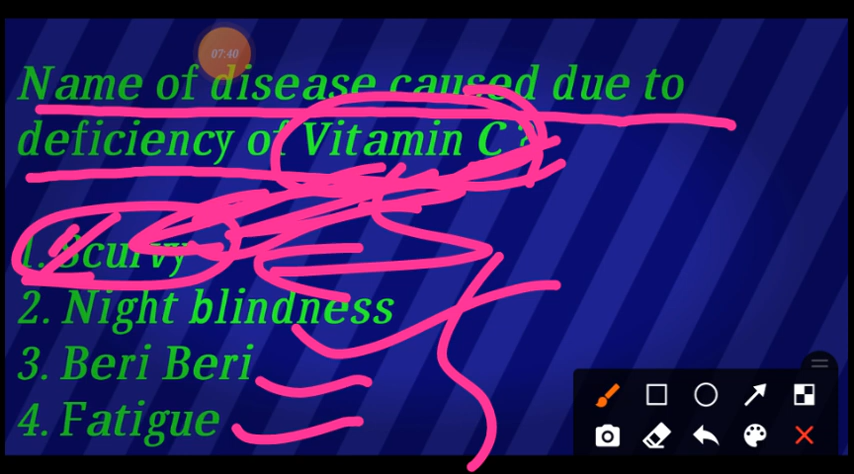 07:40
Name of disease caused due to
deficiency of Vitamin C ?
1. Scurvy
2. Night blindness
3. Beri Beri
4. Fatigue